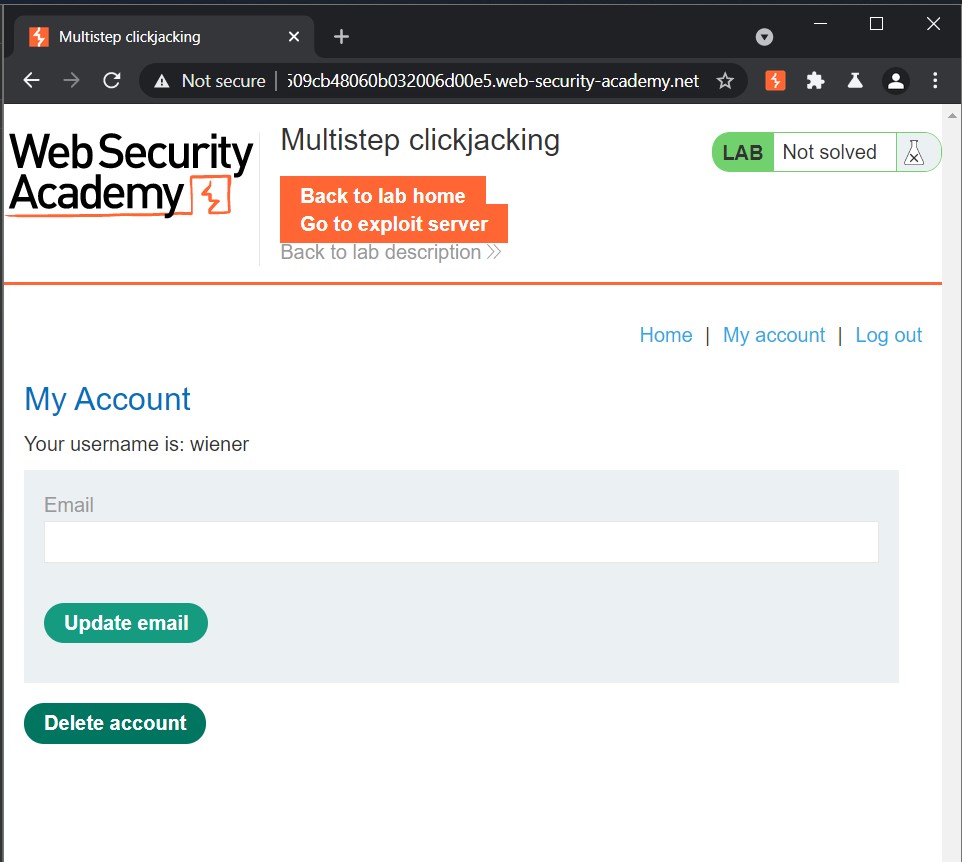 Multistep clickjacking
Not secure
509cb48060b032006d00e5.web-security-academy.net
Web Security
Academy
Multistep clickjacking
LAB Not solved
Back to lab home
Go to exploit server
Back to lab description
Home | My account | Log out
My Account
Your username is: wiener
Email
Update email
Delete account